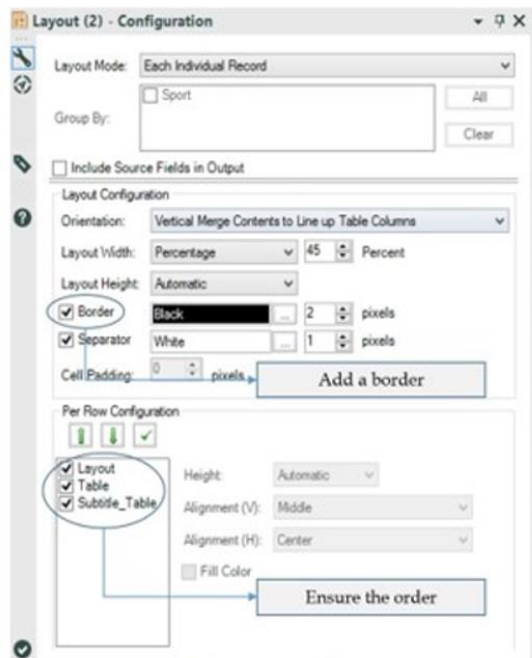 Layout (2) - Configuration
Layout Mode: Each Individual Record
Group By: Sport All
Clear
Include Source Fields in Output
Layout Configuration
Orientation: Vertical Merge Contents to Line up Table Columns
Layout Width: Percentage 45 Percent
Layout Height: Automatic
Border Black ... 2 pixels
Separator White ... 1 pixels
Cell Padding: 0 pixels
Add a border
Per Row Configuration
Layout
Table
Subtitle_Table
Height: Automatic
Alignment (V): Middle
Alignment (H): Center
Fill Color
Ensure the order